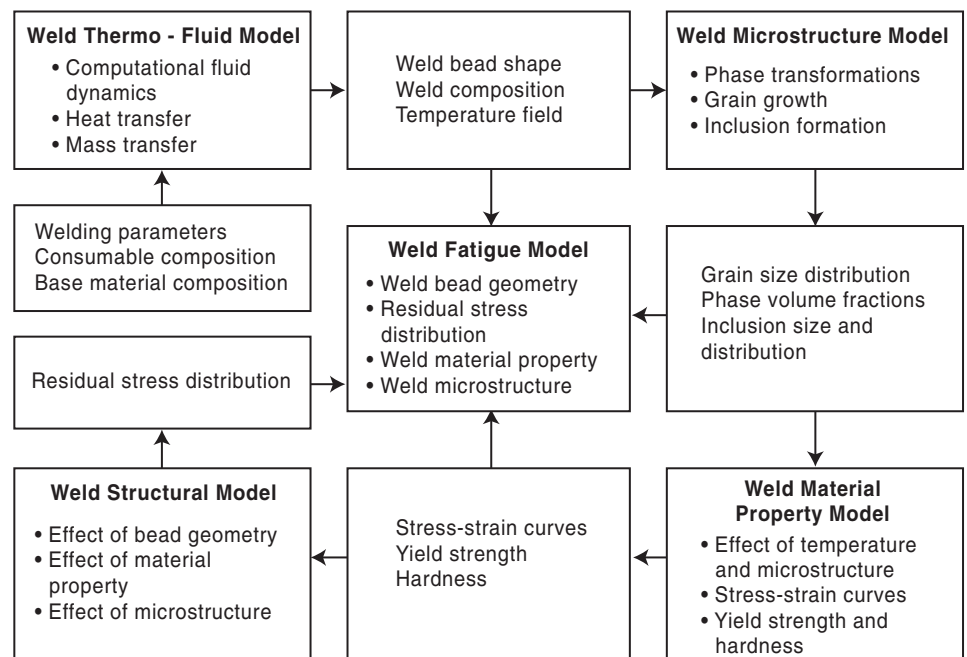 Weld Thermo - Fluid Model
• Computational fluid
dynamics
• Heat transfer
• Mass transfer
Weld bead shape
Weld composition
Temperature field
Weld Microstructure Model
• Phase transformations
• Grain growth
• Inclusion formation
Welding parameters
Consumable composition
Base material composition
Weld Fatigue Model
• Weld bead geometry
• Residual stress
distribution
• Weld material property
• Weld microstructure
Grain size distribution
Phase volume fractions
Inclusion size and
distribution
Residual stress distribution
Weld Structural Model
• Effect of bead geometry
• Effect of material
property
• Effect of microstructure
Stress-strain curves
Yield strength
Hardness
Weld Material
Property Model
• Effect of temperature
and microstructure
• Stress-strain curves
• Yield strength and
hardness